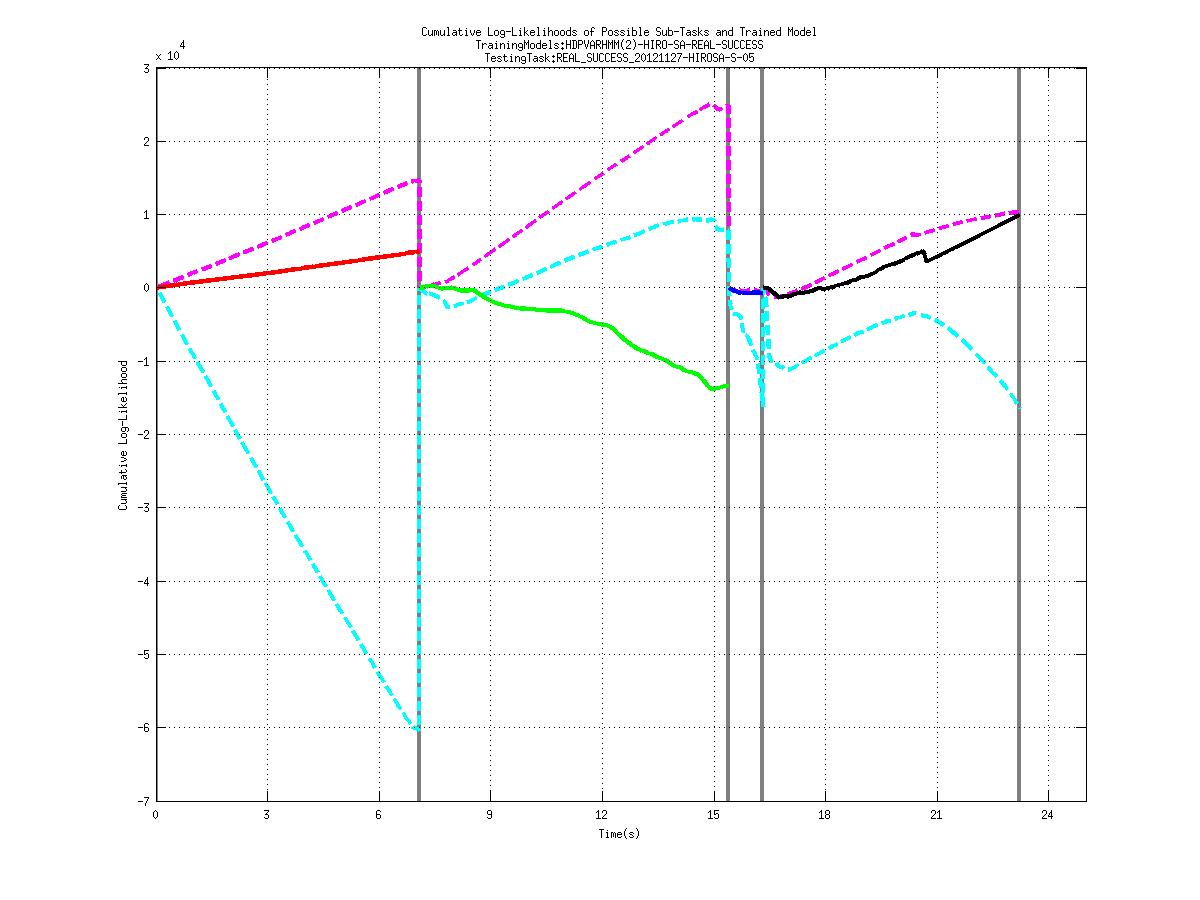 Cumulative Log-Likelihoods of Possible Sub-Tasks and Trained Model
TrainingModels:HDPVARHMM(2)-HIRO-SA-REAL-SUCCESS
TestingTask:REAL_SUCCESS_20121127-HIROSA-S-05
x 10^4
3
2
1
0
-1
-2
-3
-4
-5
-6
-7
Cumulative Log-Likelihood
0 3 6 9 12 15 18 21 24
Time(s)